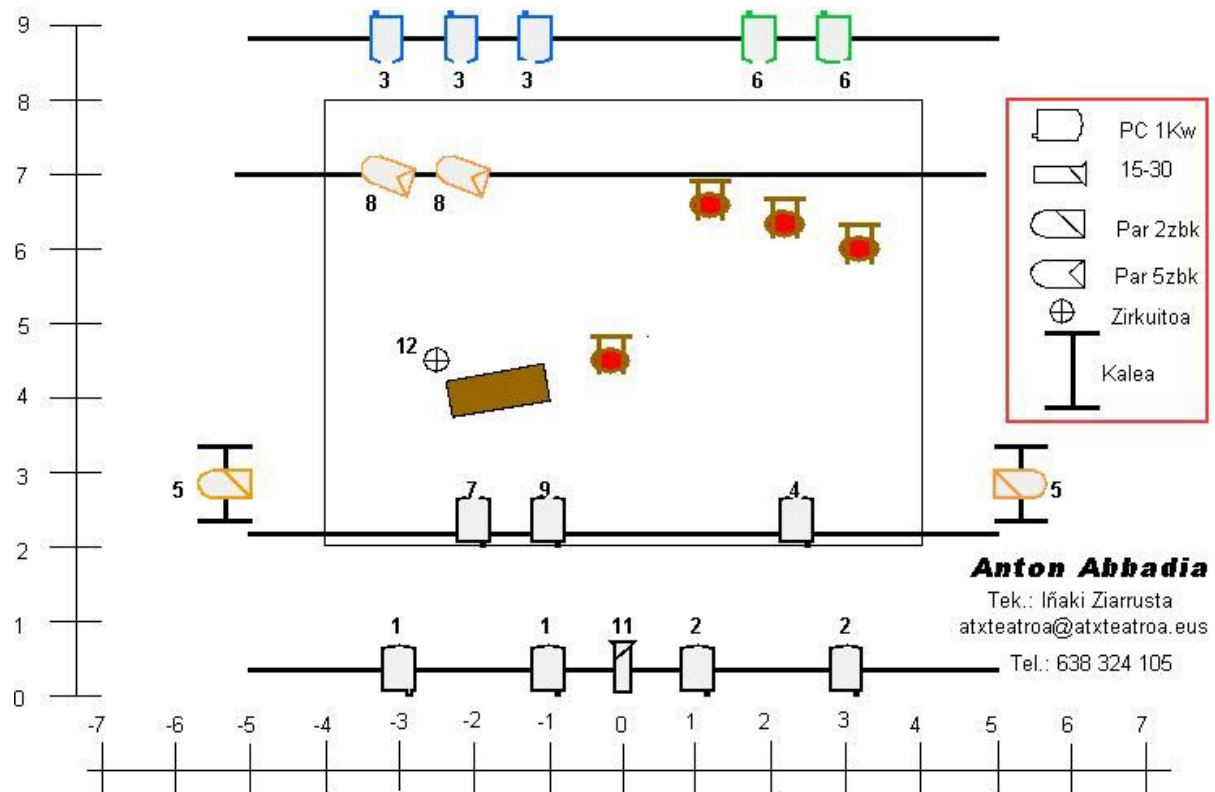 9
3 3 3 6 6
8
PC 1Kw
15-30
7
8 8
Par 2zbk
6
Par 5zbk
Zirkuitoa
5
12
Kalea
4
3
5 7 9 4 5
2
Anton Abbadia
Tek.: Iñaki Ziarrusta
atxteatroa@atxteatroa.eus
Tel.: 638 324 105
1
1 1 11 2 2
0
-7 -6 -5 -4 -3 -2 -1 0 1 2 3 4 5 6 7